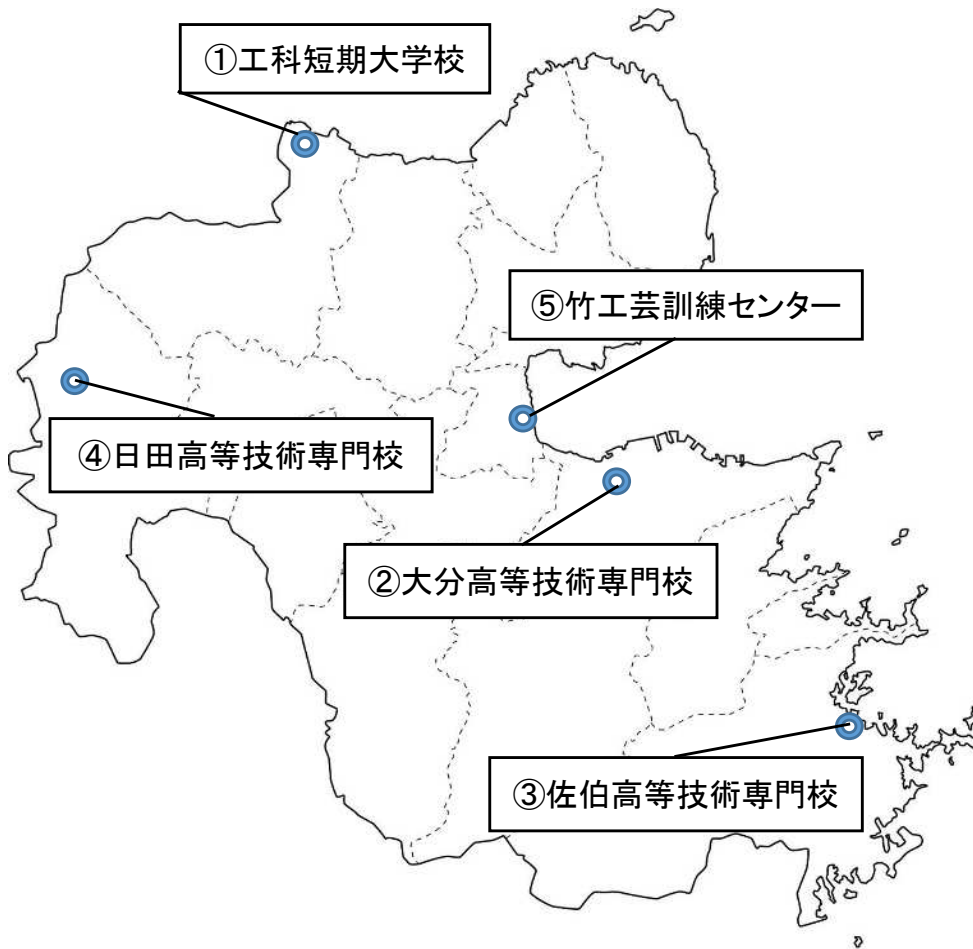 ①工科短期大学校
⑤竹工芸訓練センター
④日田高等技術専門校
②大分高等技術専門校
③佐伯高等技術専門校